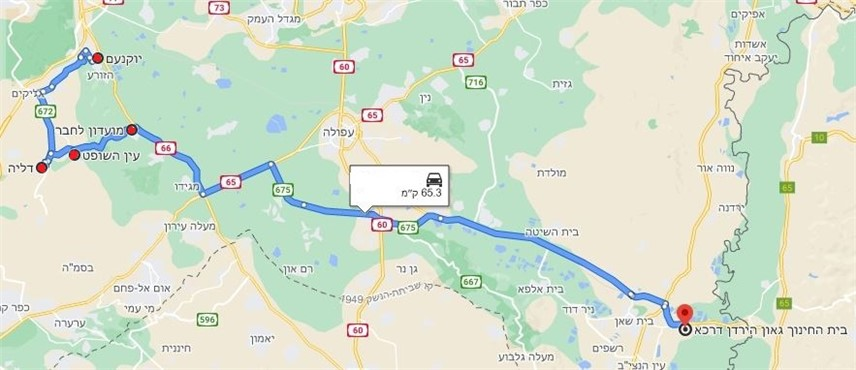 73
כפר תבור
מגדל העמק
אפיקים
60
65
יוקנעם
הזורע
אשדות
יעקב איחוד
716
גזית
גליקים
672
נין
65
מועדון לחבר
66
עפולה
10
עין השופט
דליה
מולדת
נווה אור
מגידו
65
675
65.3 ק"מ
65
ירדנה
מעלה עירון
60
675
בית השיטה
בסמ"ה
רם און
גן נר
667
בית אלפא
קו שביתת-הנשק 1949
אום אל-פחם
מי עמי
65
כפר ק
ערערה
596
ניר דוד
בית שאן
בית החינוך גאון הירדן דרכא
60
יאמון
רשפים
חיננית
מעלה גלבוע
עין הנצי"ב